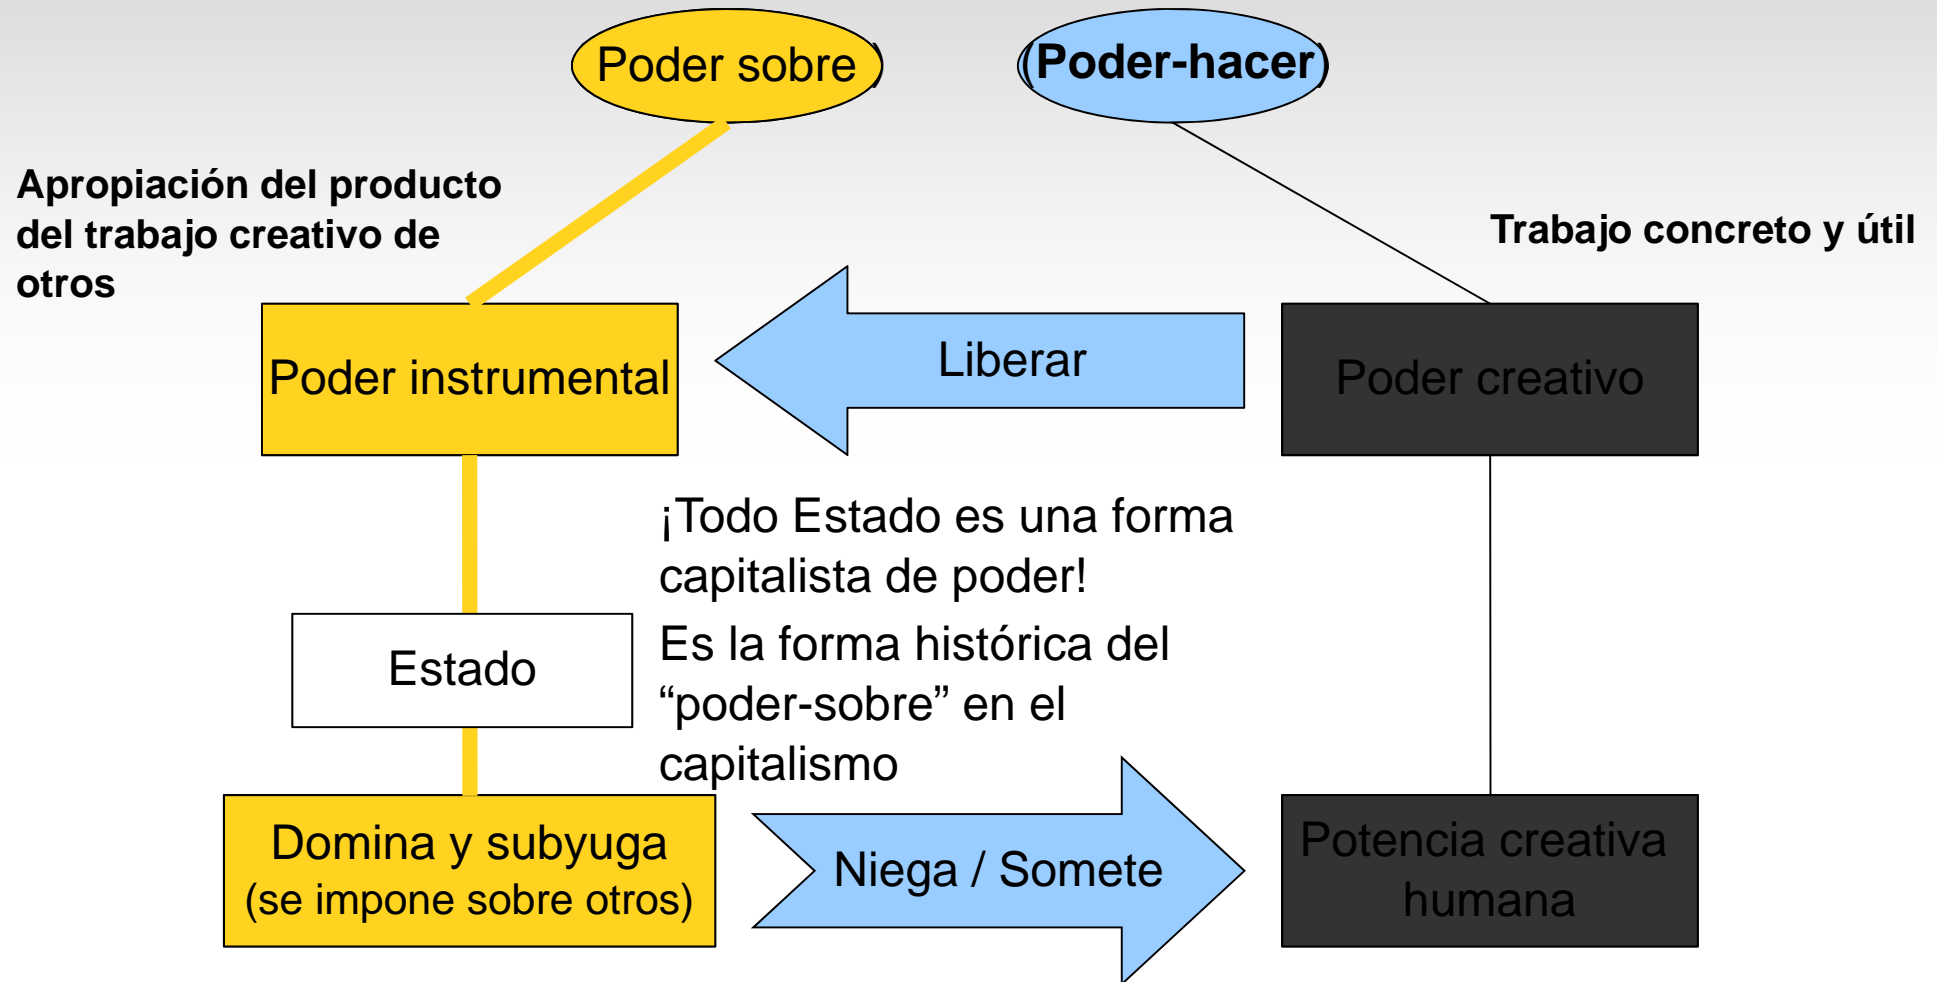 Poder sobre)
(Poder-hacer)
Apropiación del producto
del trabajo creativo de
otros
Trabajo concreto y útil
Poder instrumental
Liberar
Poder creativo
¡Todo Estado es una forma
capitalista de poder!
Es la forma histórica del
“poder-sobre” en el
capitalismo
Estado
Domina y subyuga
(se impone sobre otros)
Niega / Somete
Potencia creativa
humana